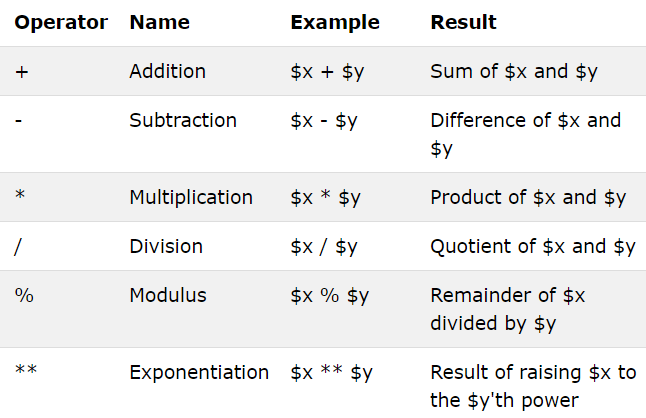 Operator Name Example Result
+ Addition $x + $y Sum of $x and $y
- Subtraction $x - $y Difference of $x and
$y
* Multiplication $x * $y Product of $x and $y
/ Division $x / $y Quotient of $x and $y
% Modulus $x % $y Remainder of $x
divided by $y
** Exponentiation $x ** $y Result of raising $x to
the $y'th power